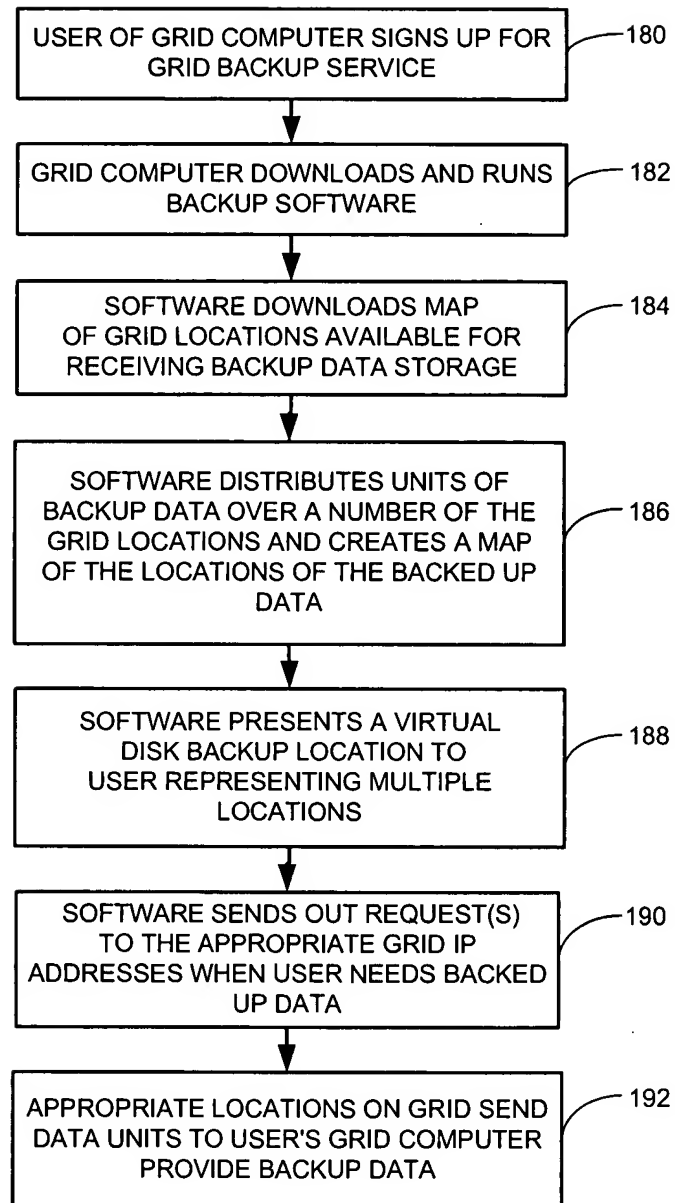 USER OF GRID COMPUTER SIGNS UP FOR
GRID BACKUP SERVICE
180
GRID COMPUTER DOWNLOADS AND RUNS
BACKUP SOFTWARE
182
SOFTWARE DOWNLOADS MAP
OF GRID LOCATIONS AVAILABLE FOR
RECEIVING BACKUP DATA STORAGE
184
SOFTWARE DISTRIBUTES UNITS OF
BACKUP DATA OVER A NUMBER OF THE
GRID LOCATIONS AND CREATES A MAP
OF THE LOCATIONS OF THE BACKED UP
DATA
186
SOFTWARE PRESENTS A VIRTUAL
DISK BACKUP LOCATION TO
USER REPRESENTING MULTIPLE
LOCATIONS
188
SOFTWARE SENDS OUT REQUEST(S)
TO THE APPROPRIATE GRID IP
ADDRESSES WHEN USER NEEDS BACKED
UP DATA
190
APPROPRIATE LOCATIONS ON GRID SEND
DATA UNITS TO USER'S GRID COMPUTER
PROVIDE BACKUP DATA
192